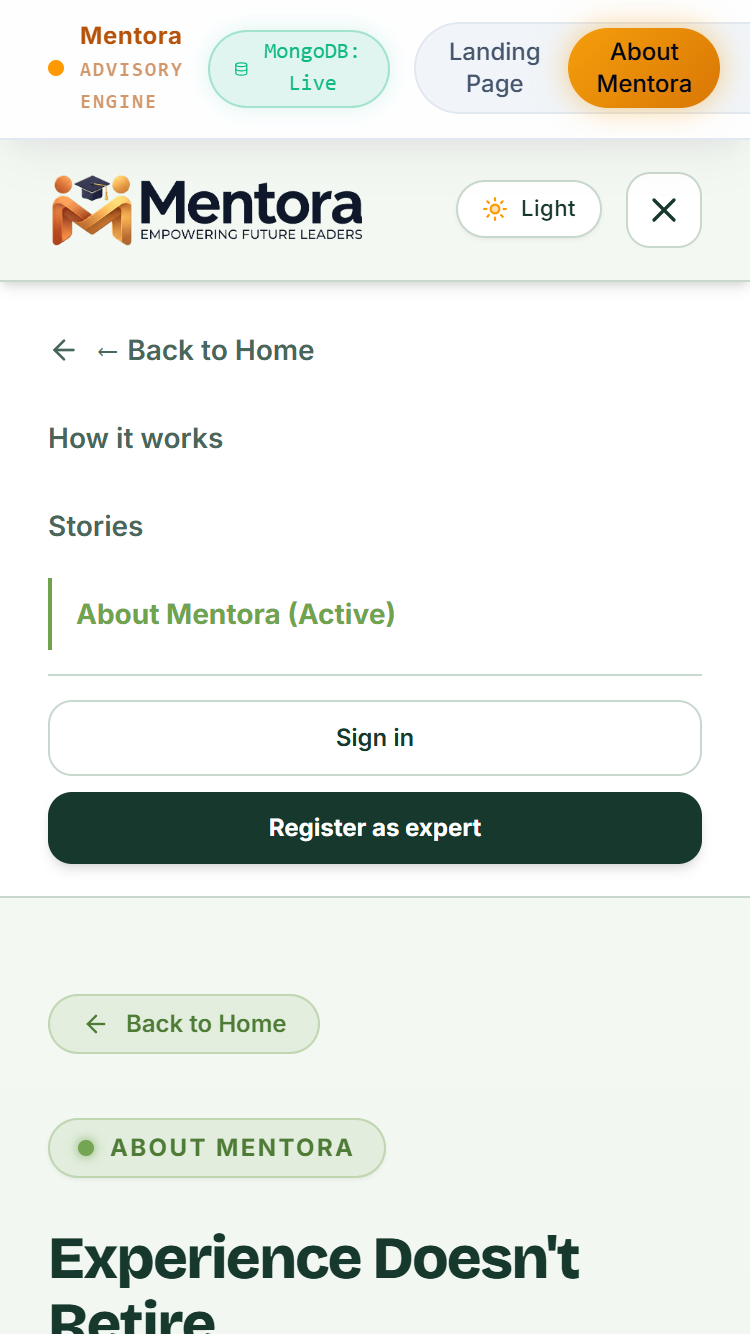 Mentora
ADVISORY
ENGINE
MongoDB:
Live
Landing
Page
About
Mentora
Mentora
EMPOWERING FUTURE LEADERS
Light
← ← Back to Home
How it works
Stories
About Mentora (Active)
Sign in
Register as expert
← Back to Home
ABOUT MENTORA
Experience Doesn't
Retire